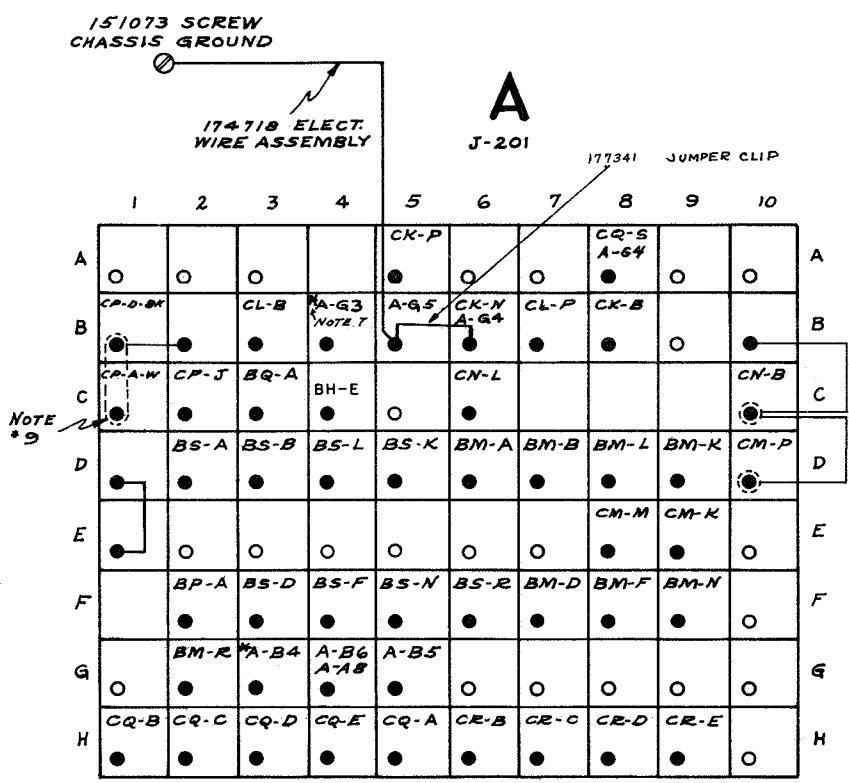 151073 SCREW
CHASSIS GROUND
174718 ELECT.
WIRE ASSEMBLY
A
J-201
177341 JUMPER CLIP
1 2 3 4 5 6 7 8 9 10
A CK-P CQ-S A
A-G4
B CP-D-BK CL-B *A-G3 A-G5 CK-N CL-P CK-B B
NOTE 7 A-G4
C CP-A-W CP-J BQ-A BH-E CN-L CN-B C
NOTE
*9
D BS-A BS-B BS-L BS-K BM-A BM-B BM-L BM-K CM-P D
E CM-M CM-K E
F BP-A BS-D BS-F BS-N BS-R BM-D BM-F BM-N F
G BM-R *A-B4 A-B6 A-B5 G
A-A8
H CQ-B CQ-C CQ-D CQ-E CQ-A CR-B CR-C CR-D CR-E H